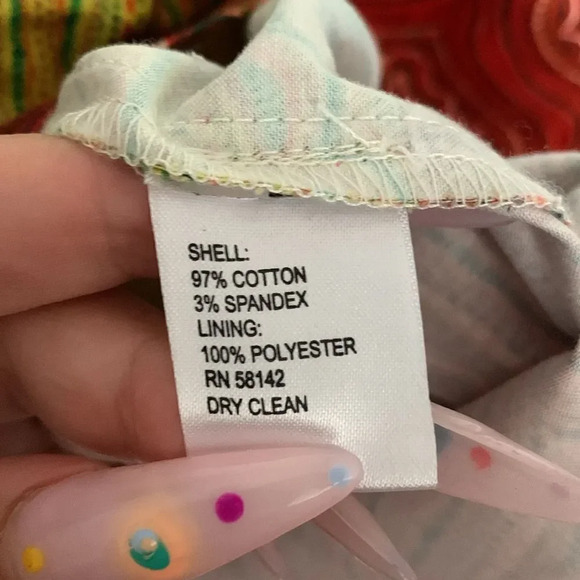 SHELL:
97% COTTON
3% SPANDEX
LINING:
100% POLYESTER
RN 58142
DRY CLEAN